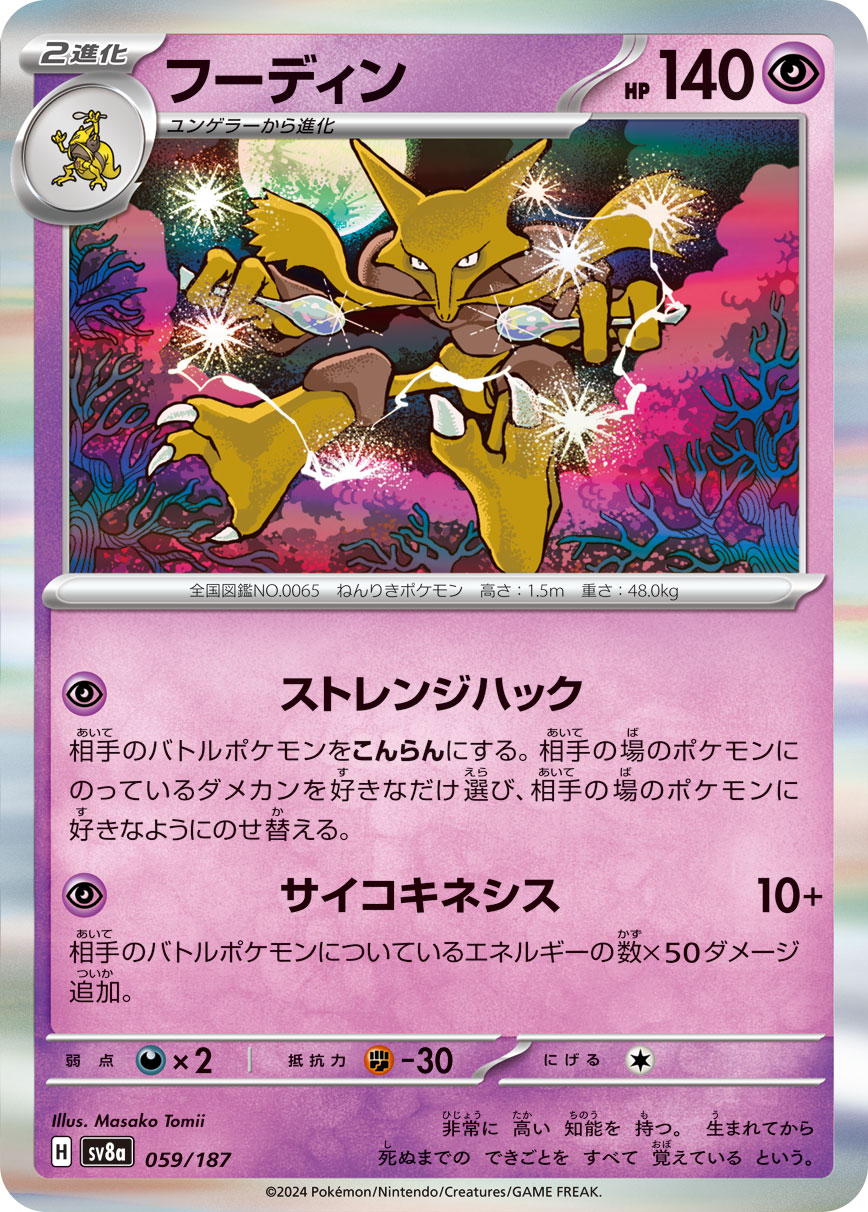 2進化
フーディン
HP 140
ユンゲラーから進化
全国図鑑NO.0065 ねんりきポケモン 高さ:1.5m 重さ:48.0kg
ストレンジハック
相手のバトルポケモンをこんらんにする。相手の場のポケモンに
のっているダメカンを好きなだけ選び、相手の場のポケモンに
好きなようにのせ替える。
サイコキネシス 10+
相手のバトルポケモンについているエネルギーの数×50ダメージ
追加。
弱点 ×2 抵抗力 -30 にげる
Illus. Masako Tomii
非常に 高い 知能を 持つ。 生まれてから
死ぬまでの できごとを すべて 覚えている という。
H sv8a 059/187
©2024 Pokémon/Nintendo/Creatures/GAME FREAK.